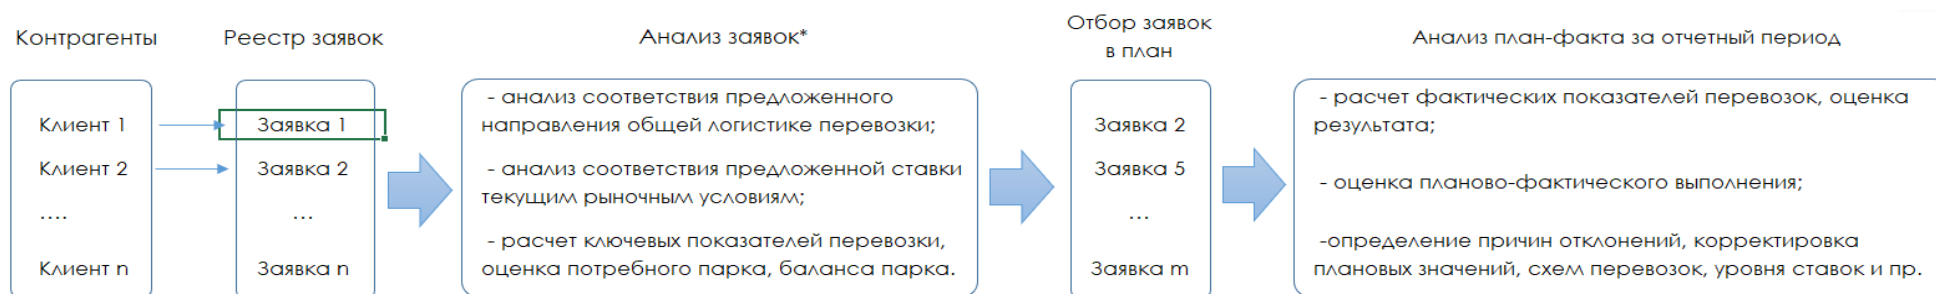 Контрагенты
Реестр заявок
Анализ заявок*
Отбор заявок
в план
Анализ план-факта за отчетный период
Клиент 1
Клиент 2
....
Клиент n
Заявка 1
Заявка 2
...
Заявка n
- анализ соответствия предложенного
направления общей логистике перевозки;
- анализ соответствия предложенной ставки
текущим рыночным условиям;
- расчет ключевых показателей перевозки,
оценка потребного парка, баланса парка.
Заявка 2
Заявка 5
...
Заявка m
- расчет фактических показателей перевозок, оценка
результата;
- оценка планово-фактического выполнения;
-определение причин отклонений, корректировка
плановых значений, схем перевозок, уровня ставок и пр.